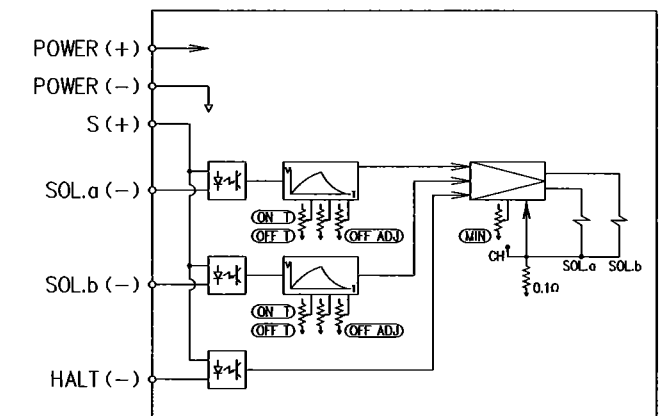 POWER (+)
POWER (-)
S (+)
SOL.a (-)
V
T
ON T
OFF T
OFF ADJ
MIN
CH
SOL.a
SOL.b
0.1Ω
SOL.b (-)
T
ON T
OFF T
OFF ADJ
HALT (-)